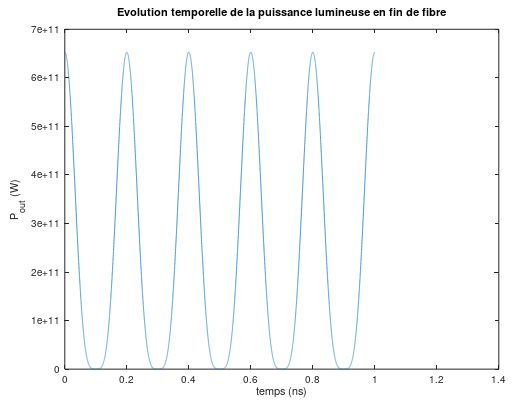 Evolution temporelle de la puissance lumineuse en fin de fibre
7e+11
6e+11
5e+11
4e+11
3e+11
2e+11
1e+11
0
P_out (W)
0 0.2 0.4 0.6 0.8 1 1.2 1.4
temps (ns)